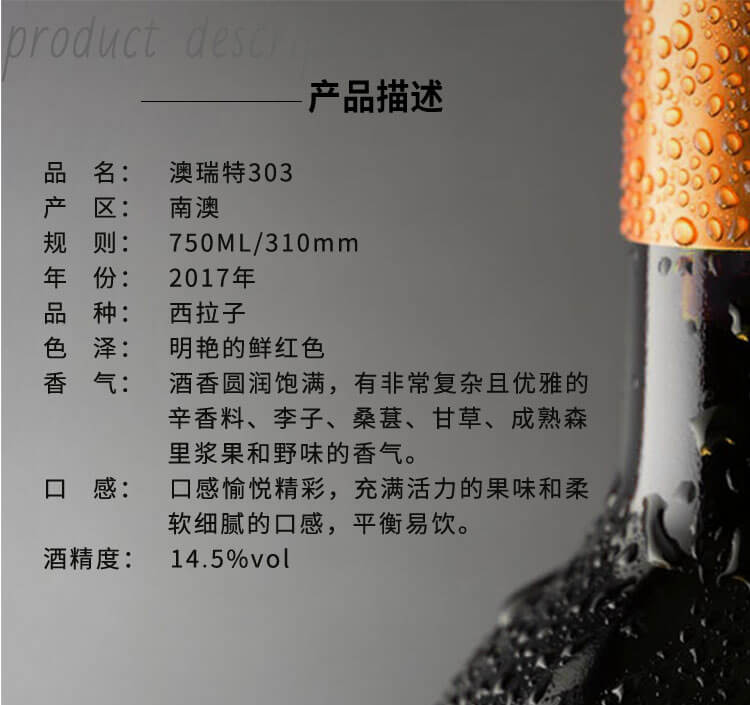 product descrip
产品描述
品 名： 澳瑞特303
产 区： 南澳
规 则： 750ML/310mm
年 份： 2017年
品 种： 西拉子
色 泽： 明艳的鲜红色
香 气： 酒香圆润饱满，有非常复杂且优雅的
辛香料、李子、桑葚、甘草、成熟森
里浆果和野味的香气。
口 感： 口感愉悦精彩，充满活力的果味和柔
软细腻的口感，平衡易饮。
酒精度： 14.5%vol